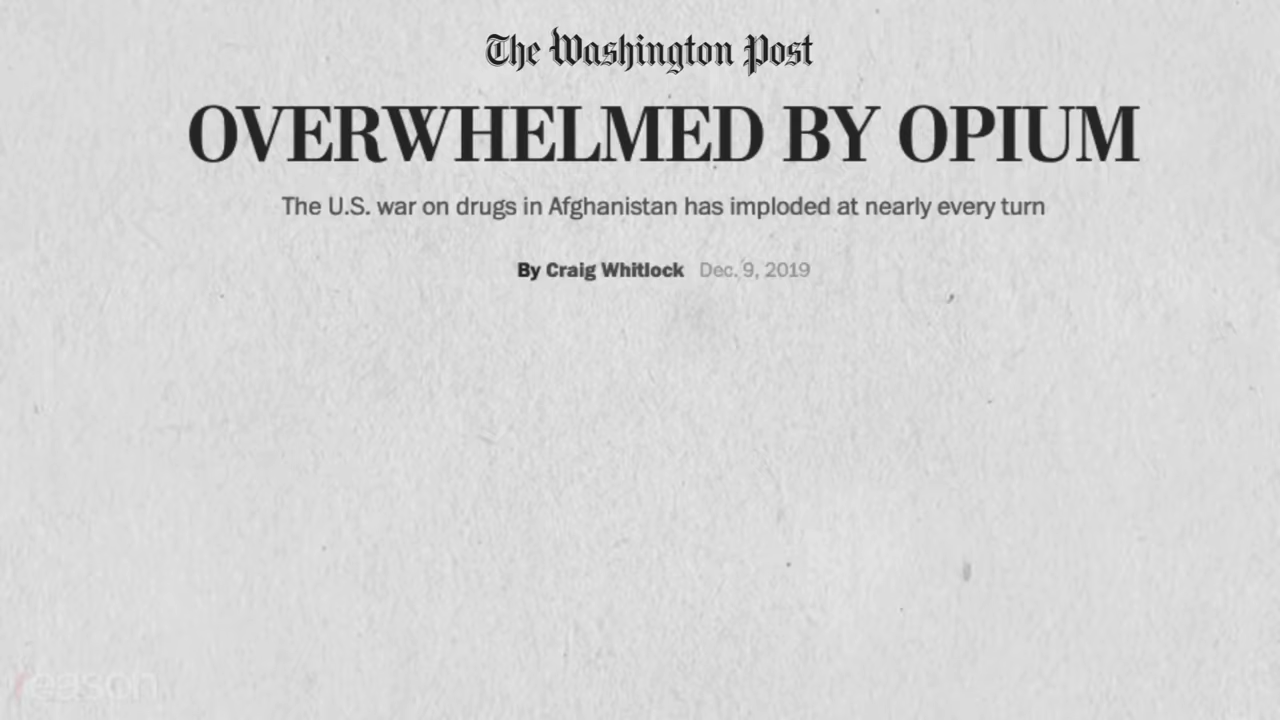 The Washington Post
OVERWHELMED BY OPIUM
The U.S. war on drugs in Afghanistan has imploded at nearly every turn
By Craig Whitlock Dec. 9, 2019
reason